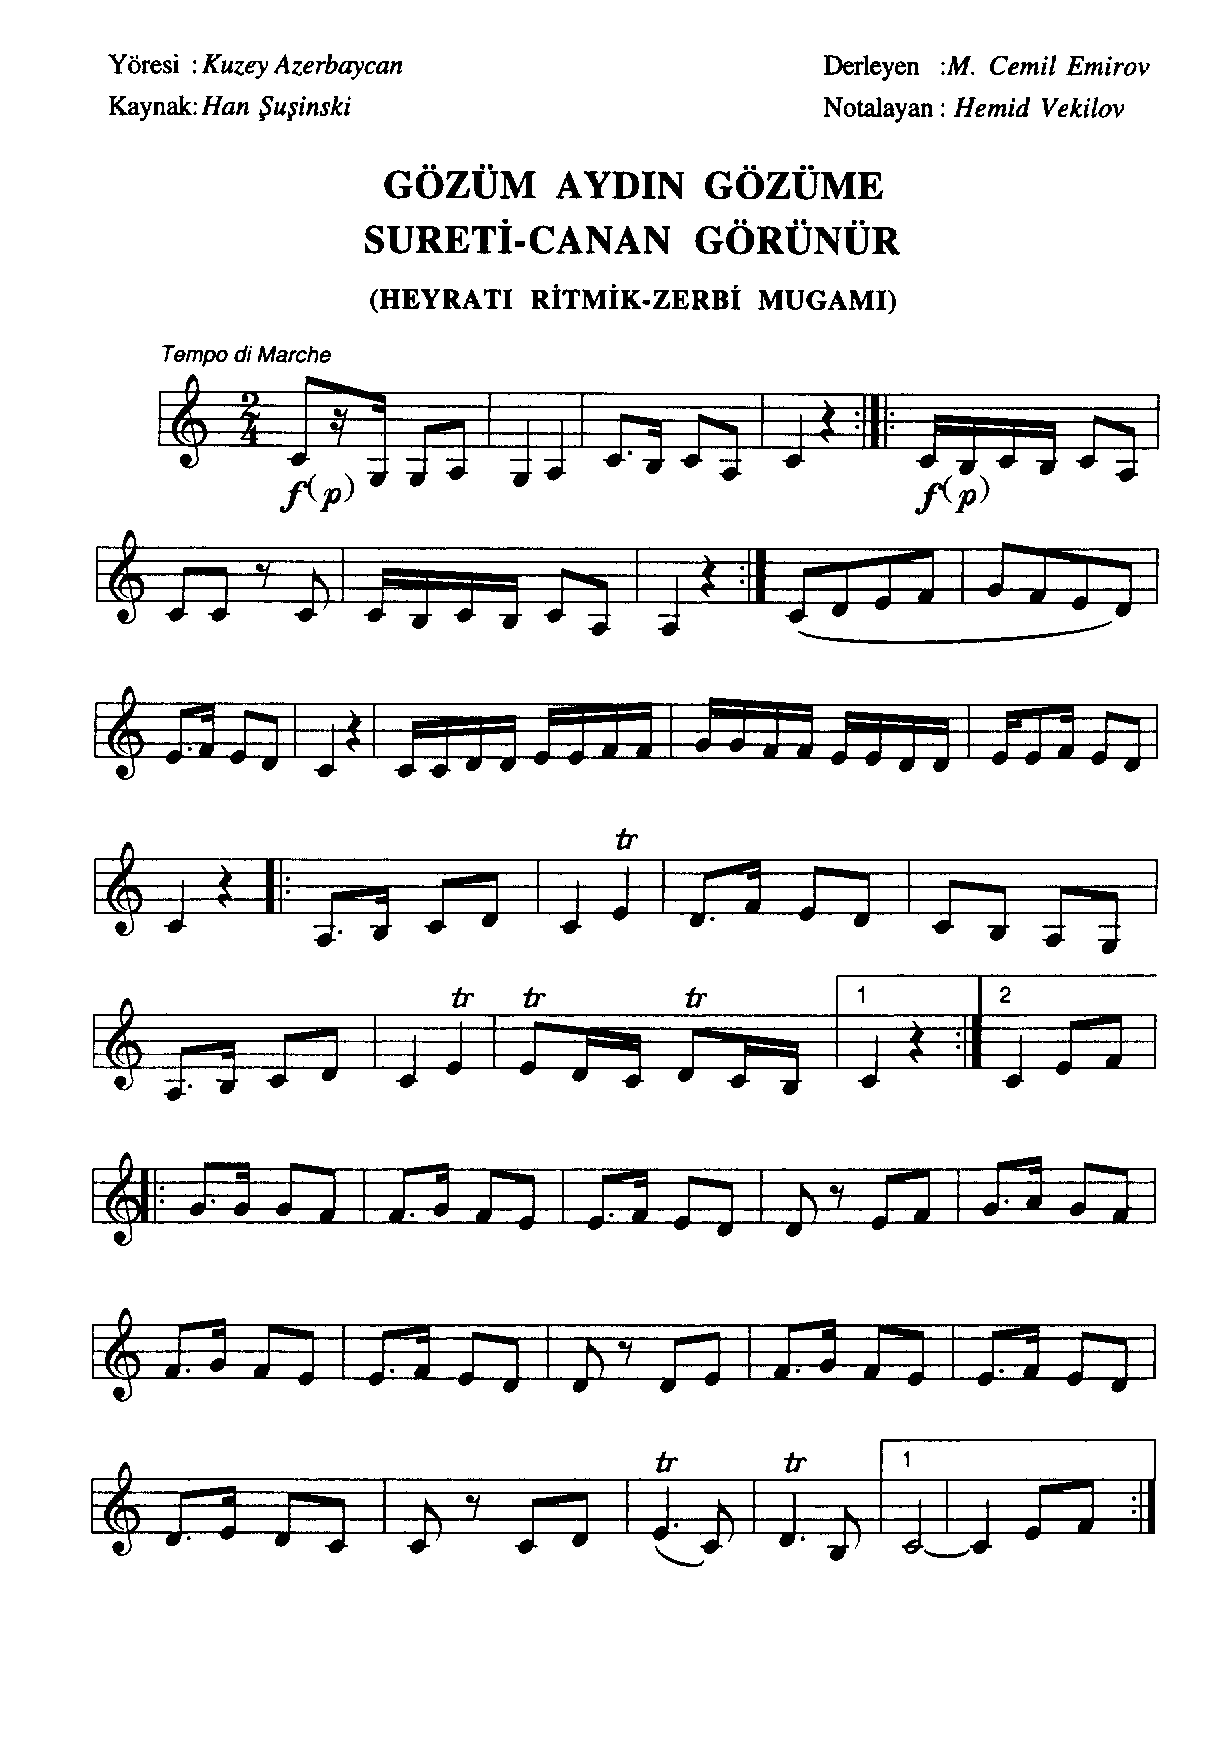 Yöresi : Kuzey Azerbaycan
Derleyen : M. Cemil Emirov
Kaynak: Han Şuşinski
Notalayan : Hemid Vekilov
GÖZÜM AYDIN GÖZÜME
SURETİ-CANAN GÖRÜNÜR
(HEYRATI RİTMİK-ZERBİ MUGAMI)
Tempo di Marche
2
4
f(p) f(p)
tr
tr tr tr 1 2
tr tr 1